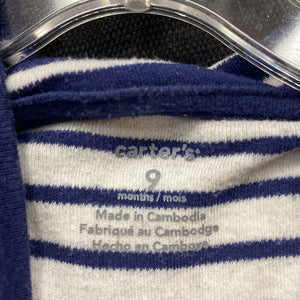 carter's
9
months / mois
Made in Cambodia
Fabriqué au Cambodge
Hecho en Camboya